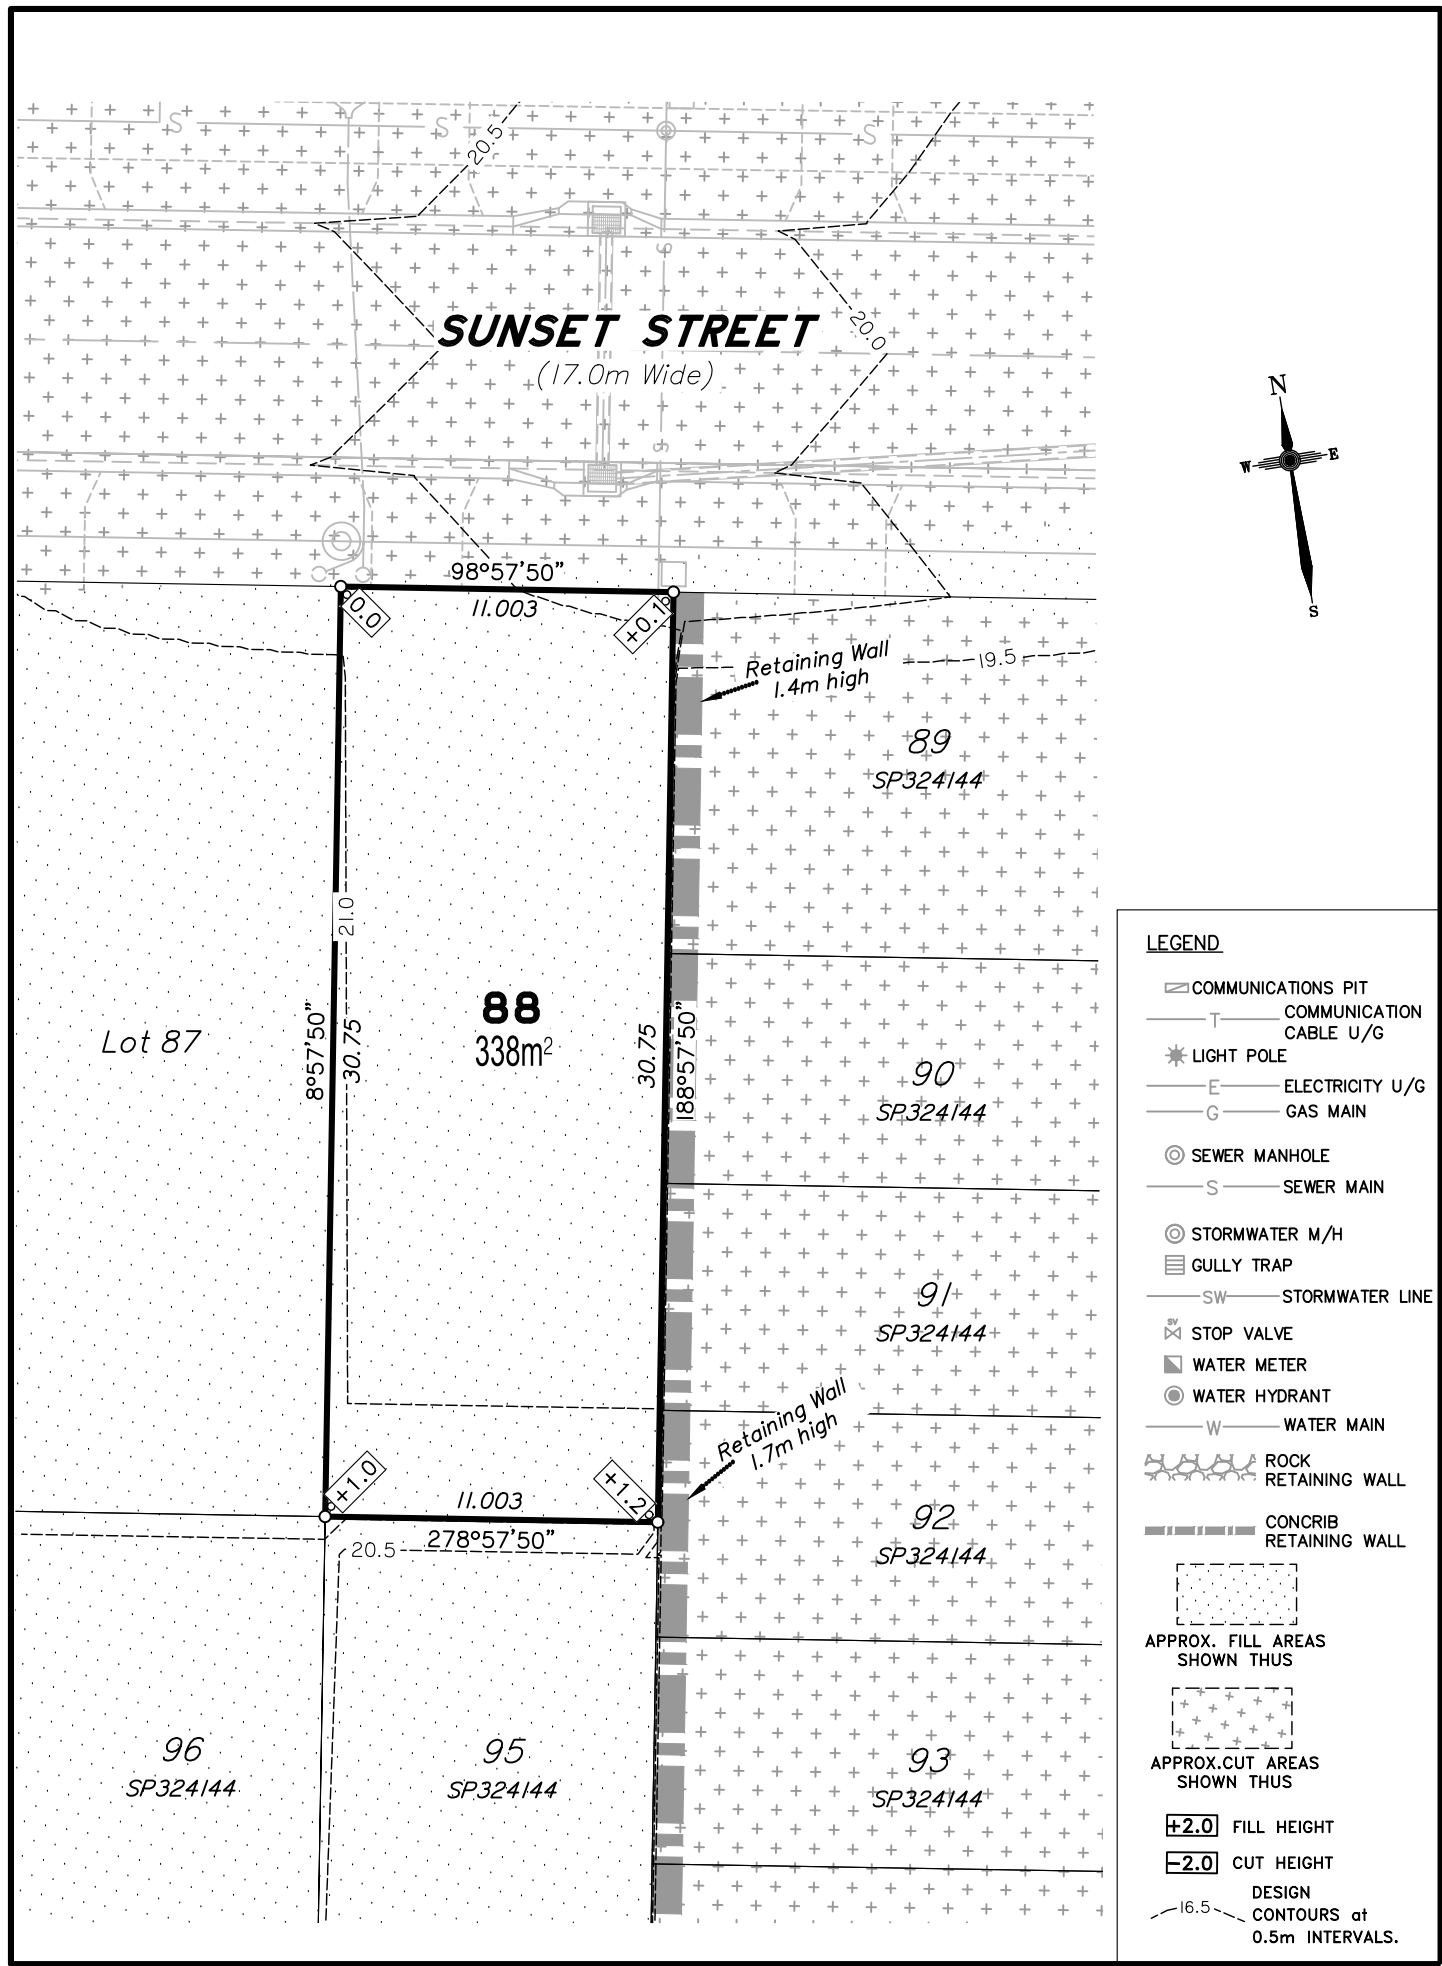 S
S
S
20.5
S
SUNSET STREET
(17.0m Wide)
20.0
S
N
W
E
S
98°57'50"
11.003
0.0
+0.1
Retaining Wall
1.4m high
19.5
89
SP324144
21.0
88
338m²
Lot 87
8°57'50"
30.75
30.75
188°57'50"
90
SP324144
91
SP324144
Retaining Wall
1.7m high
+1.0
+1.2
11.003
278°57'50"
20.5
92
SP324144
96
SP324144
95
SP324144
93
SP324144
LEGEND
COMMUNICATIONS PIT
T
COMMUNICATION
CABLE U/G
LIGHT POLE
E
ELECTRICITY U/G
G
GAS MAIN
SEWER MANHOLE
S
SEWER MAIN
STORMWATER M/H
GULLY TRAP
SW
STORMWATER LINE
SV
STOP VALVE
WATER METER
WATER HYDRANT
W
WATER MAIN
ROCK
RETAINING WALL
CONCRIB
RETAINING WALL
APPROX. FILL AREAS
SHOWN THUS
APPROX.CUT AREAS
SHOWN THUS
+2.0 FILL HEIGHT
-2.0 CUT HEIGHT
16.5
DESIGN
CONTOURS at
0.5m INTERVALS.